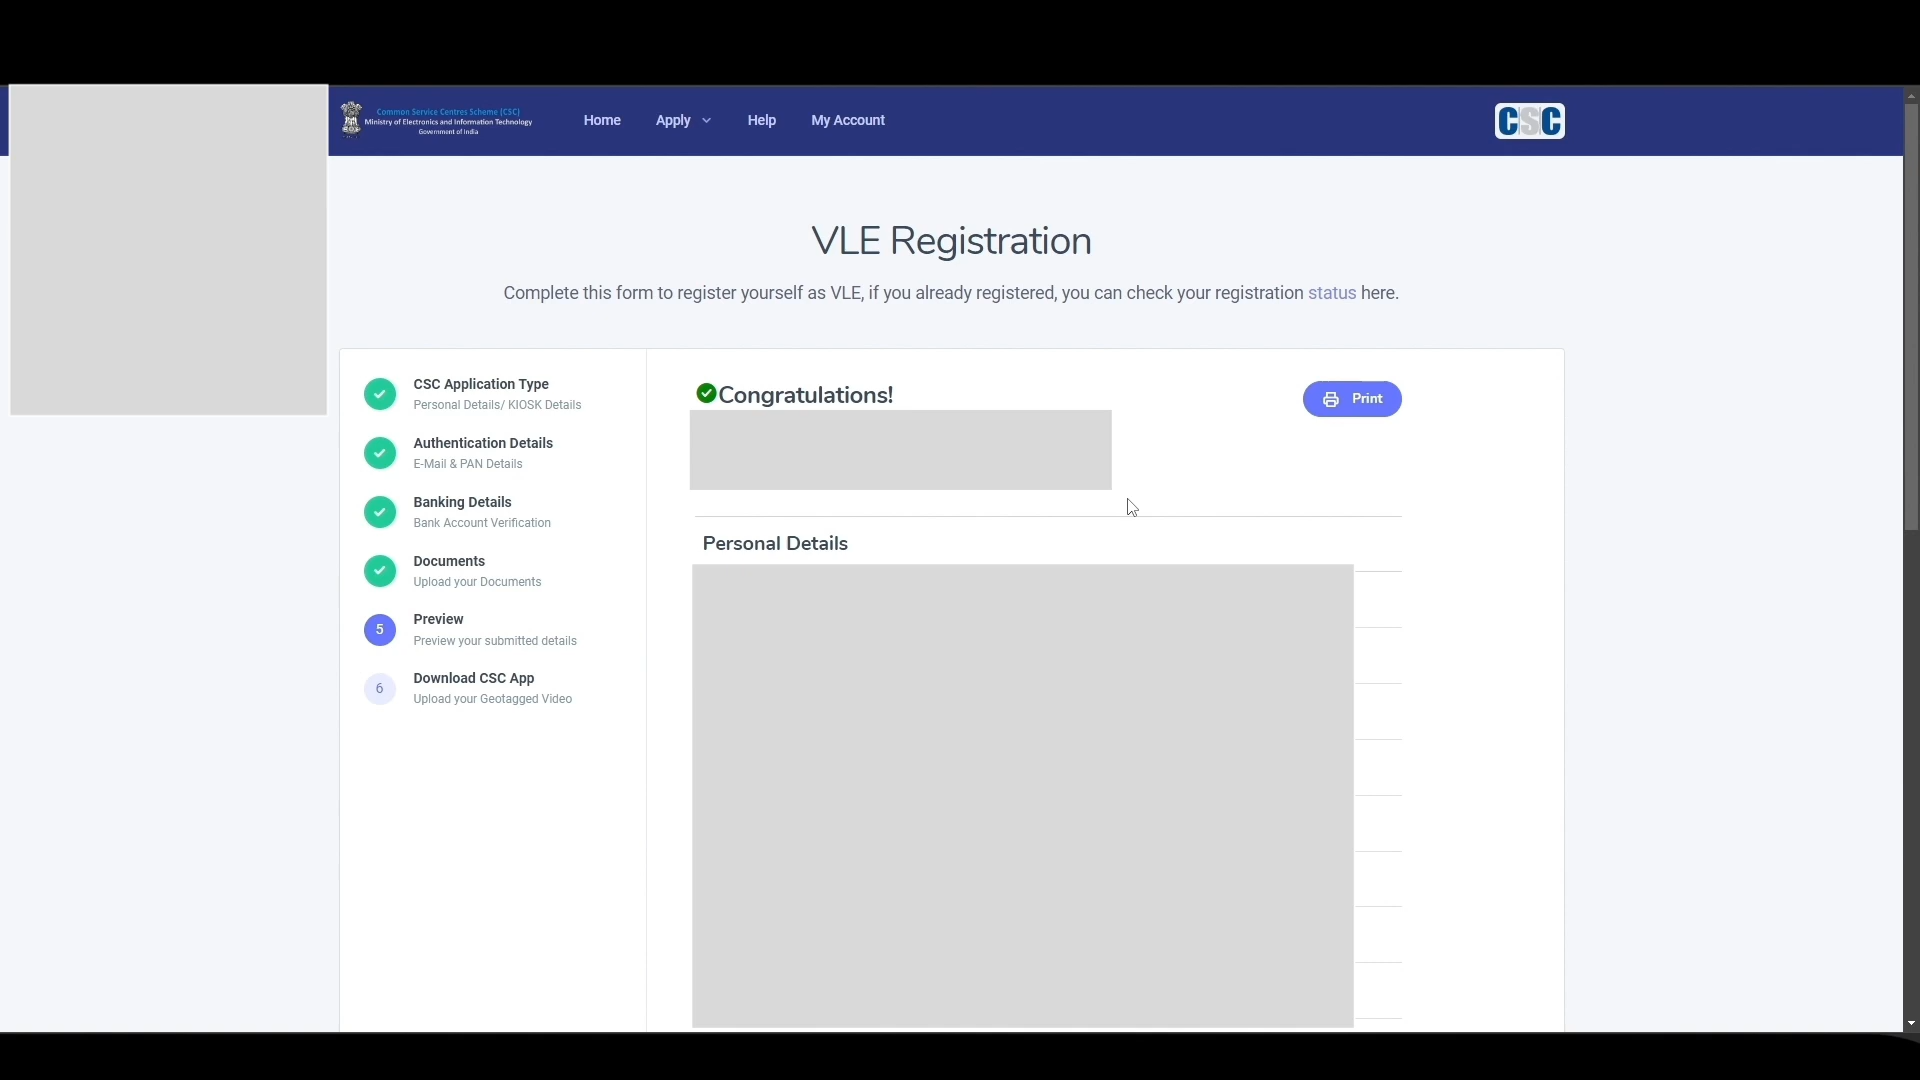 Common Service Centres Scheme (CSC)
Ministry of Electronics and Information Technology
Government of India
Home
Apply
Help
My Account
CSC
VLE Registration
Complete this form to register yourself as VLE, if you already registered, you can check your registration status here.
CSC Application Type
Personal Details/ KIOSK Details
Authentication Details
E-Mail & PAN Details
Banking Details
Bank Account Verification
Documents
Upload your Documents
5
Preview
Preview your submitted details
6
Download CSC App
Upload your Geotagged Video
Congratulations!
Print
Personal Details